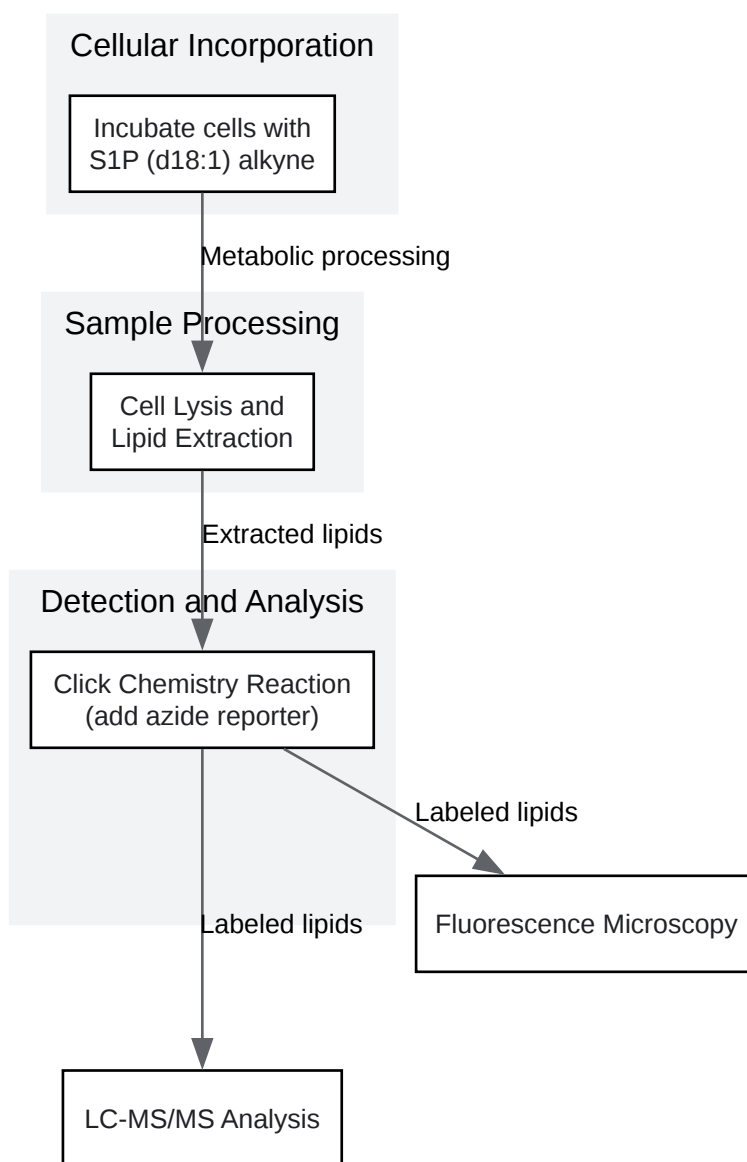 Cellular Incorporation
Incubate cells with
S1P (d18:1) alkyne
Metabolic processing
Sample Processing
Cell Lysis and
Lipid Extraction
Extracted lipids
Detection and Analysis
Click Chemistry Reaction
(add azide reporter)
Labeled lipids
Fluorescence Microscopy
Labeled lipids
LC-MS/MS Analysis